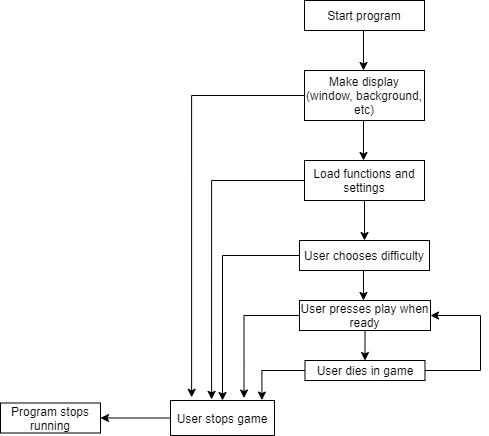 Start program
Make display
(window, background,
etc)
Load functions and
settings
User chooses difficulty
User presses play when
ready
User dies in game
Program stops
running
User stops game